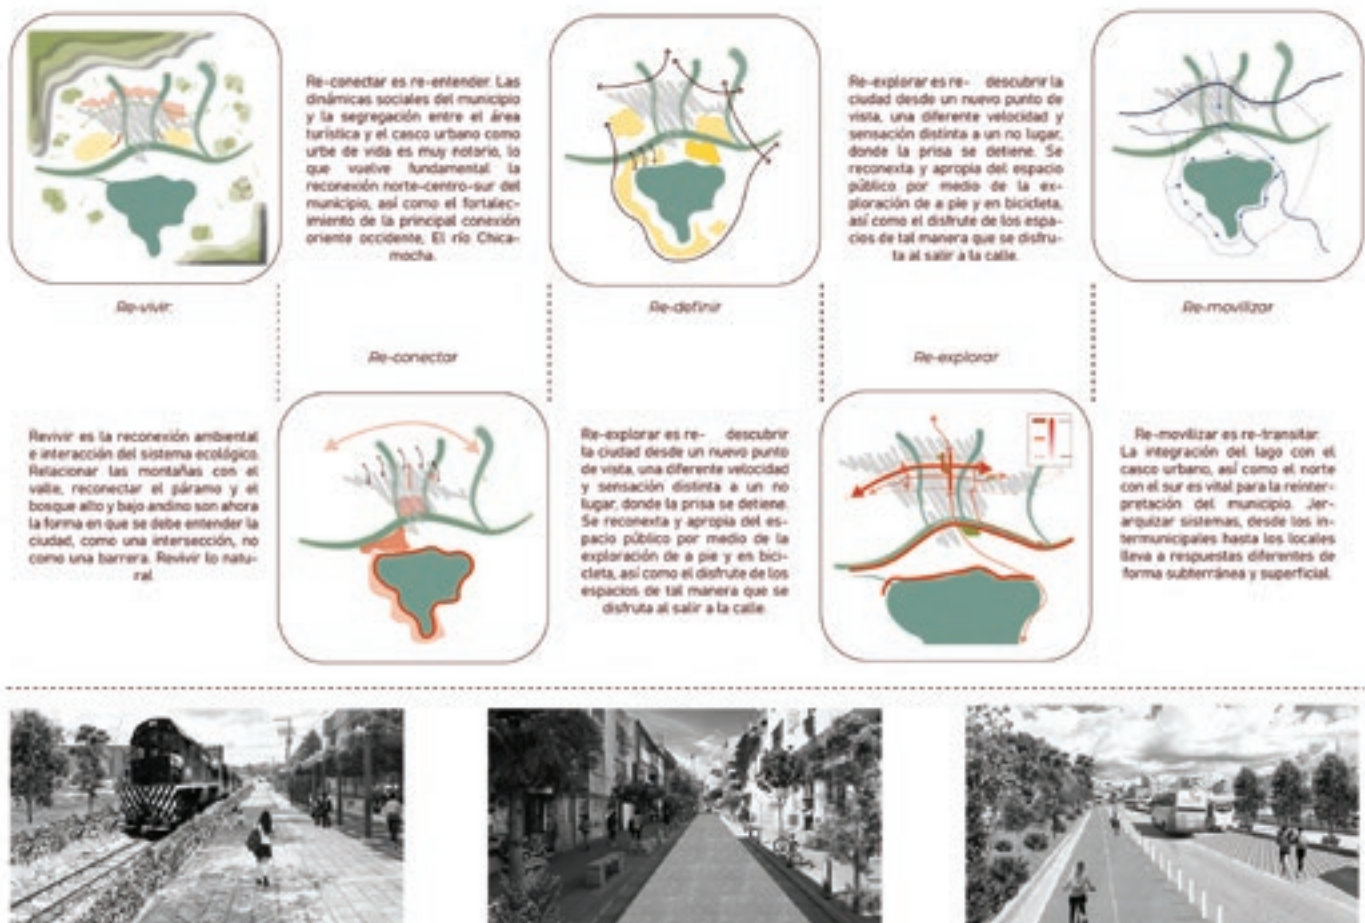 Re-conectar es re-entender. Las
dinámicas sociales del municipio
y la segregación entre el área
turística y el casco urbano como
urbe de vida es muy notorio, lo
que vuelve fundamental la
reconexión norte-centro-sur del
municipio, así como el fortalec-
imiento de la principal conexión
oriente occidente, El río Chica-
mocha.
Re-explorar es re- descubrir la
ciudad desde un nuevo punto de
vista, una diferente velocidad y
sensación distinta a un no lugar,
donde la prisa se detiene. Se
reconexta y apropia del espacio
público por medio de la ex-
ploración de a pie y en bicicleta,
así como el disfrute de los espa-
cios de tal manera que se disfru-
ta al salir a la calle.
Re-vivir:
Re-definir
Re-movilizar
Re-conectar
Re-explorar
Revivir es la reconexión ambiental
e interacción del sistema ecológico.
Relacionar las montañas con el
valle, reconectar el páramo y el
bosque alto y bajo andino son ahora
la forma en que se debe entender la
ciudad, como una intersección, no
como una barrera. Revivir lo natu-
ral
Re-explorar es re- descubrir
la ciudad desde un nuevo punto
de vista, una diferente velocidad
y sensación distinta a un no
lugar, donde la prisa se detiene.
Se reconexta y apropia del es-
pacio público por medio de la
exploración de a pie y en bici-
cleta, así como el disfrute de los
espacios de tal manera que se
disfruta al salir a la calle
Re-movilizar es re-transitar.
La integración del lago con el
casco urbano, así como el norte
con el sur es vital para la reinter-
pretación del municipio. Jer-
arquizar sistemas, desde los in-
termunicipales hasta los locales
lleva a respuestas diferentes de
forma subterránea y superficial.